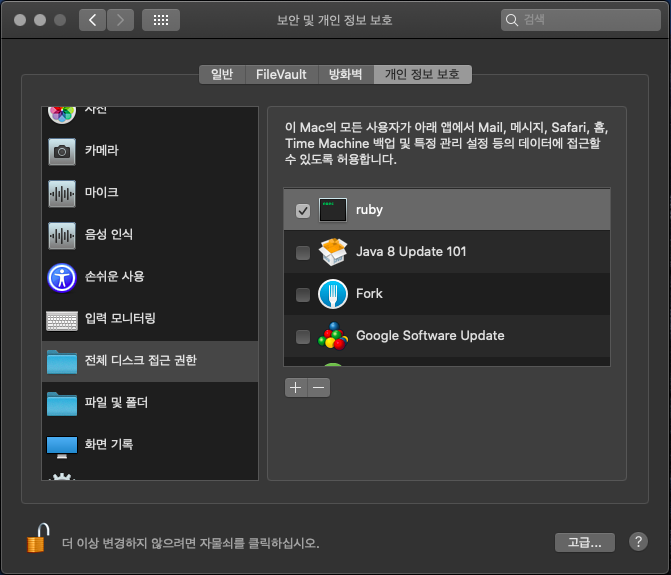 보안 및 개인 정보 보호
검색
일반 FileVault 방화벽 개인 정보 보호
사진
카메라
마이크
음성 인식
손쉬운 사용
입력 모니터링
전체 디스크 접근 권한
파일 및 폴더
화면 기록
이 Mac의 모든 사용자가 아래 앱에서 Mail, 메시지, Safari, 홈,
Time Machine 백업 및 특정 관리 설정 등의 데이터에 접근할
수 있도록 허용합니다.
ruby
Java 8 Update 101
Fork
Google Software Update
더 이상 변경하지 않으려면 자물쇠를 클릭하십시오.
고급...
?